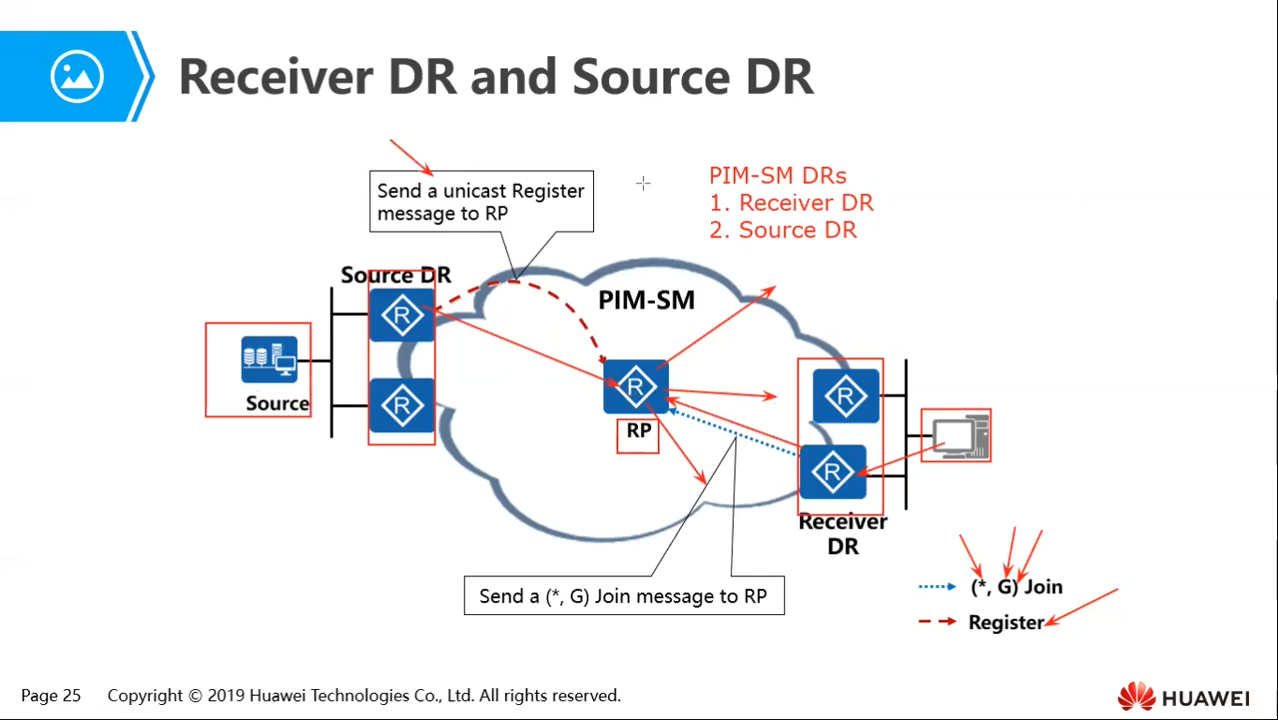 Receiver DR and Source DR
Send a unicast Register
message to RP
PIM-SM DRs
1. Receiver DR
2. Source DR
Source DR
PIM-SM
R
R
Source
R
RP
R
R
Receiver
DR
Send a (*, G) Join message to RP
(*, G) Join
Register
Page 25
Copyright © 2019 Huawei Technologies Co., Ltd. All rights reserved.
HUAWEI